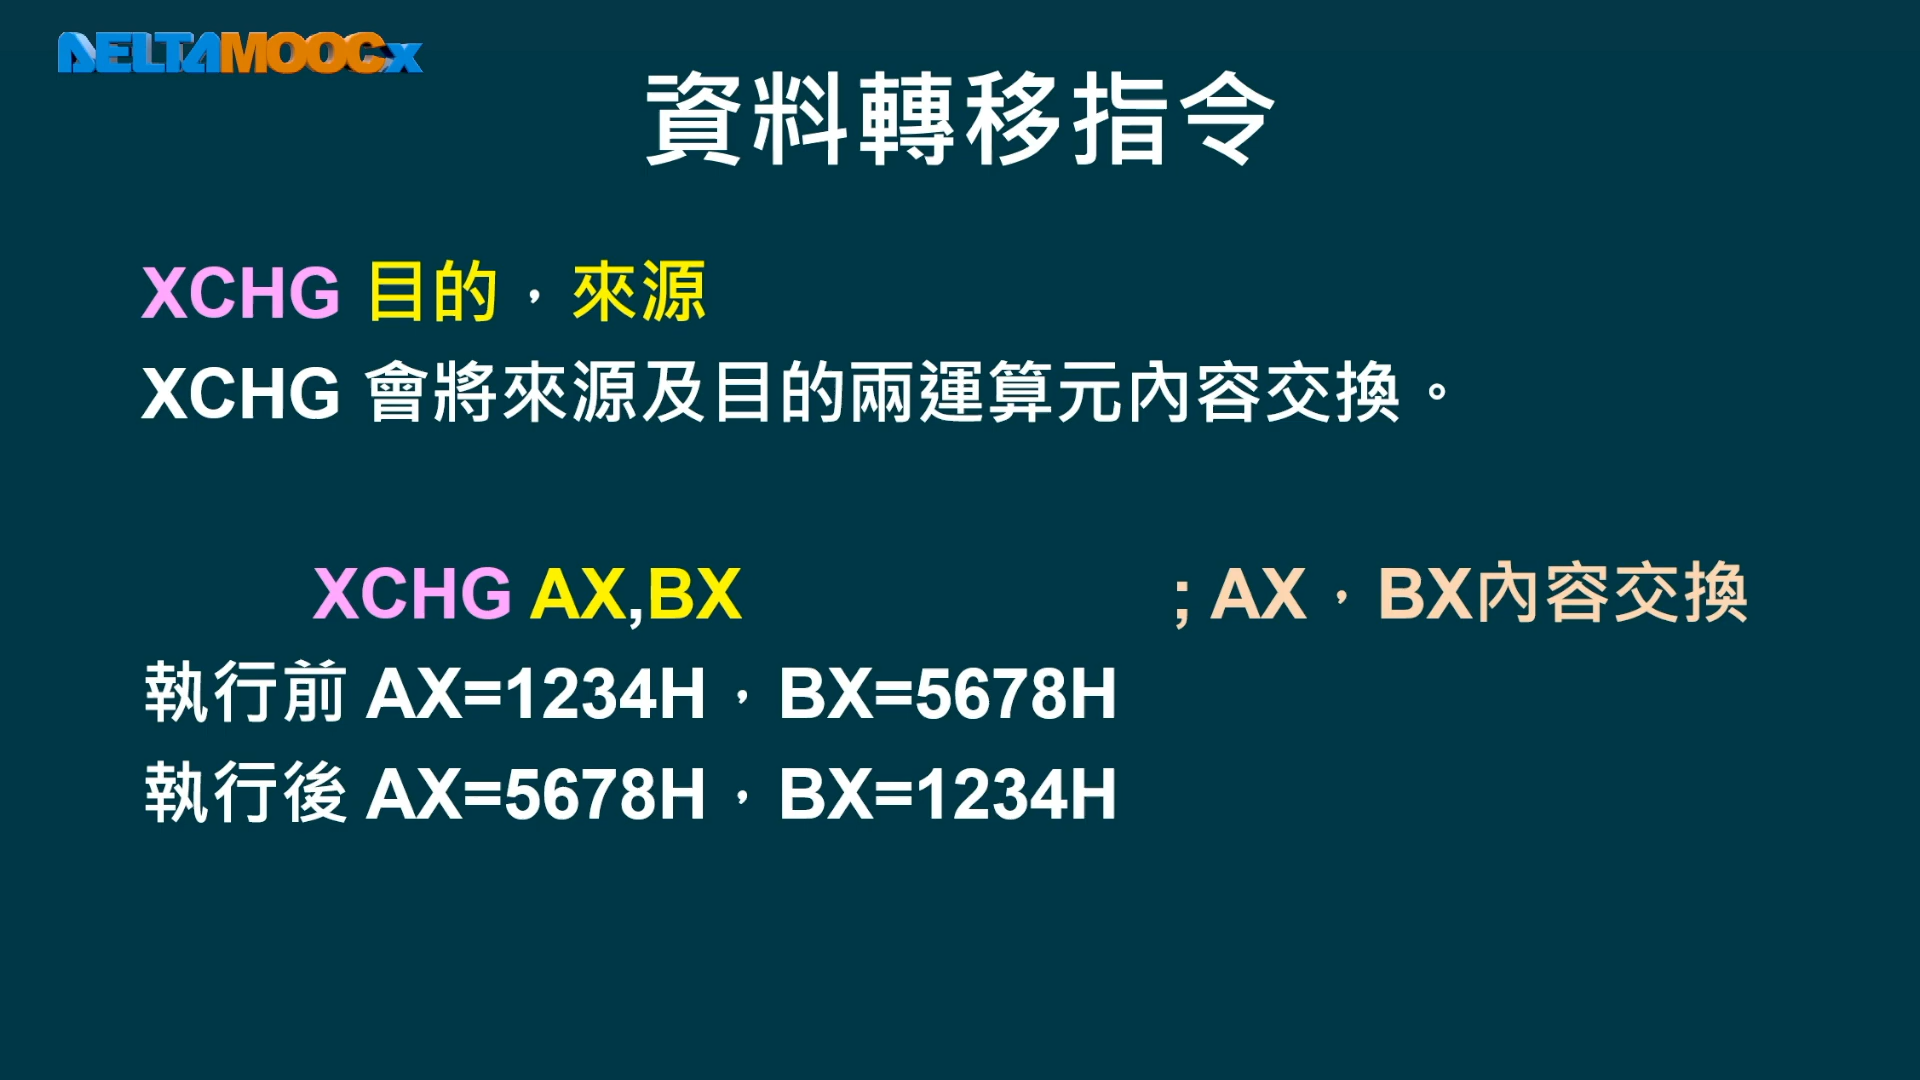 DELTAMOOCx
資料轉移指令
XCHG 目的，來源
XCHG 會將來源及目的兩運算元內容交換。
XCHG AX,BX ; AX，BX內容交換
執行前 AX=1234H，BX=5678H
執行後 AX=5678H，BX=1234H